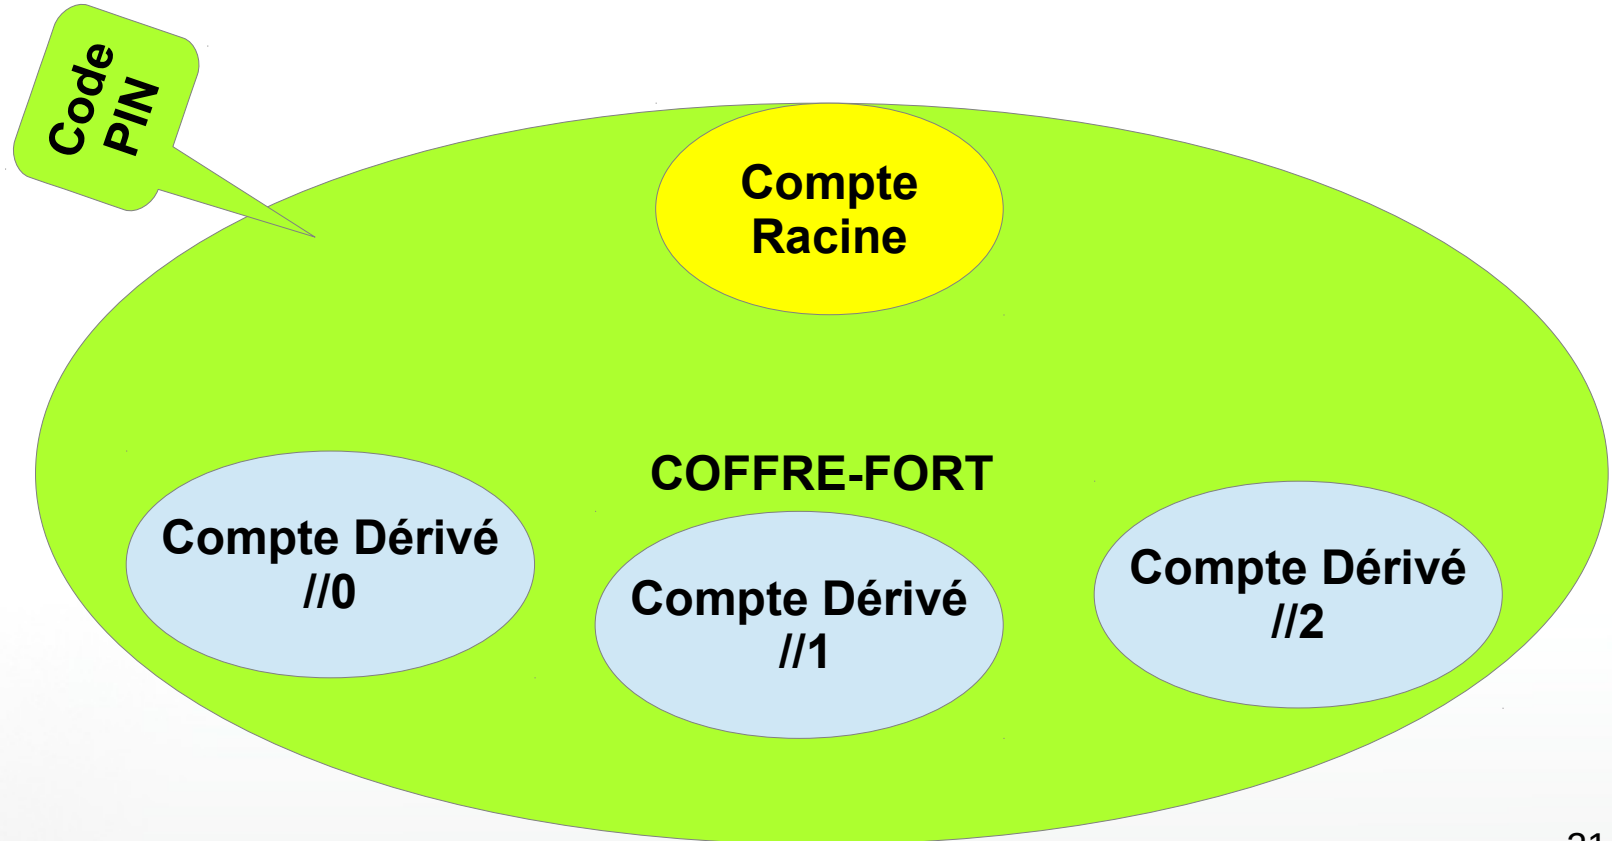 Code
PIN
Compte
Racine
COFFRE-FORT
Compte Dérivé
//0
Compte Dérivé
//1
Compte Dérivé
//2